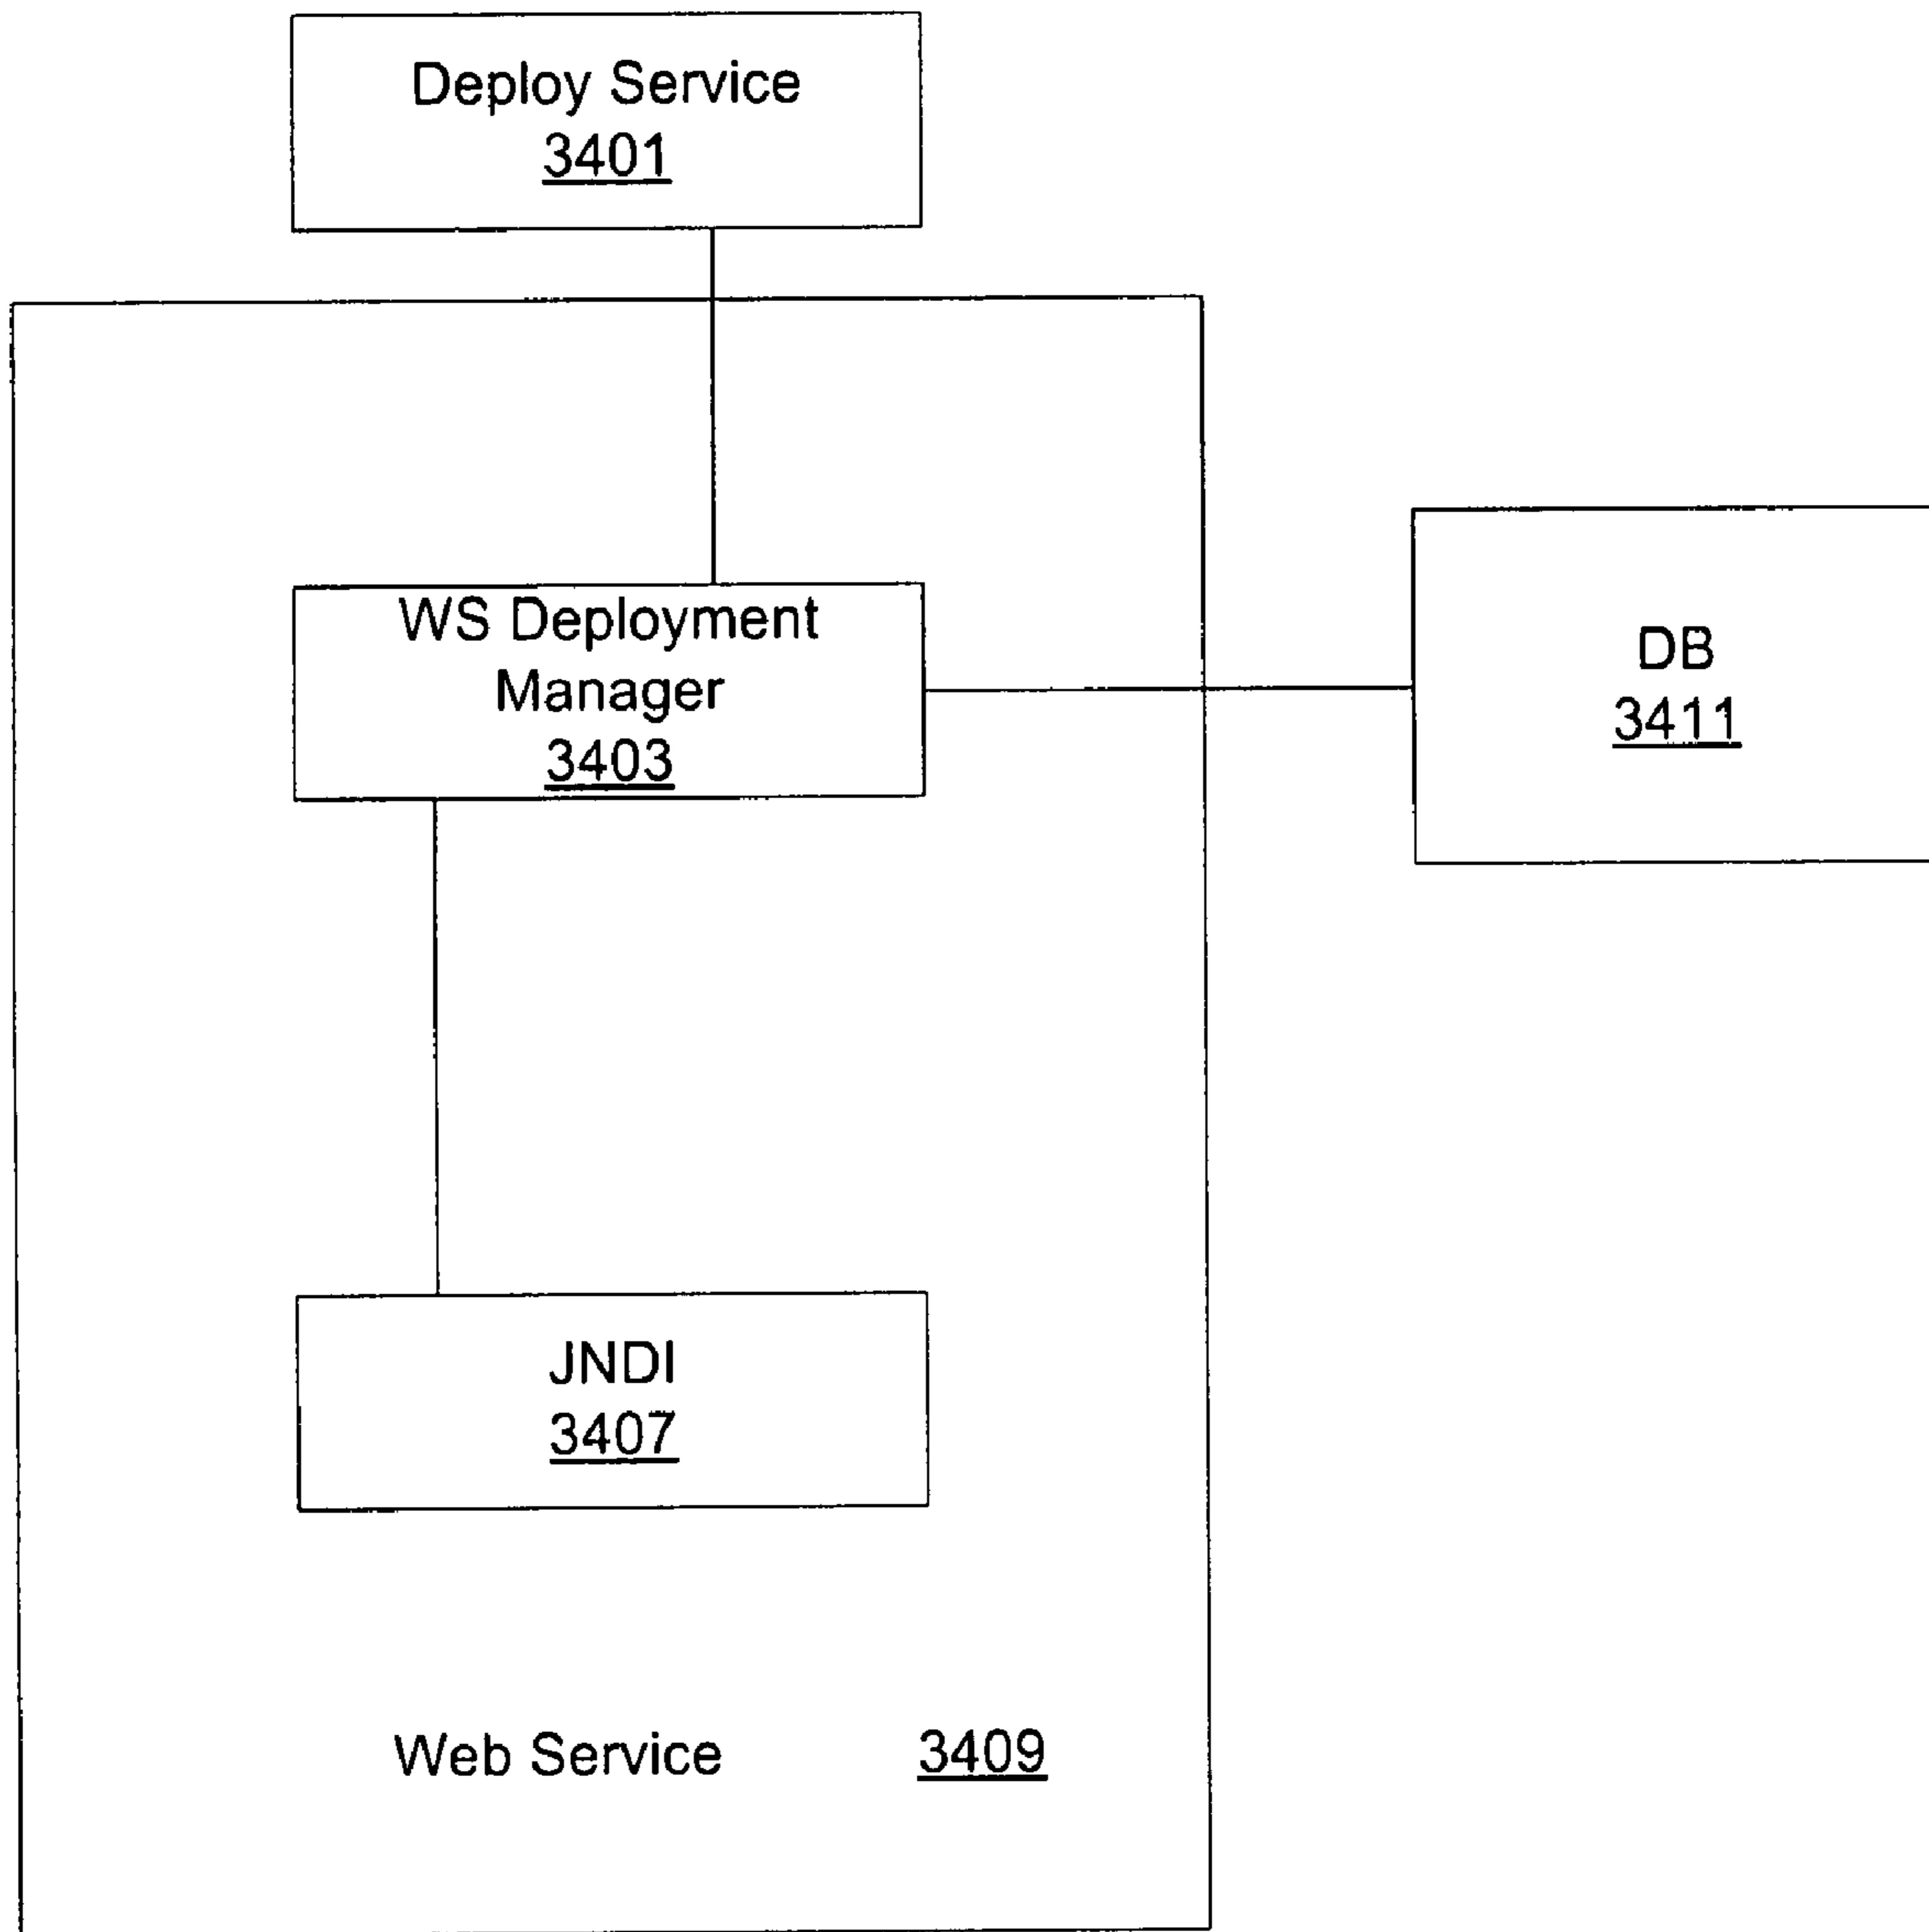 Deploy Service
3401
WS Deployment
Manager
3403
DB
3411
JNDI
3407
Web Service 3409